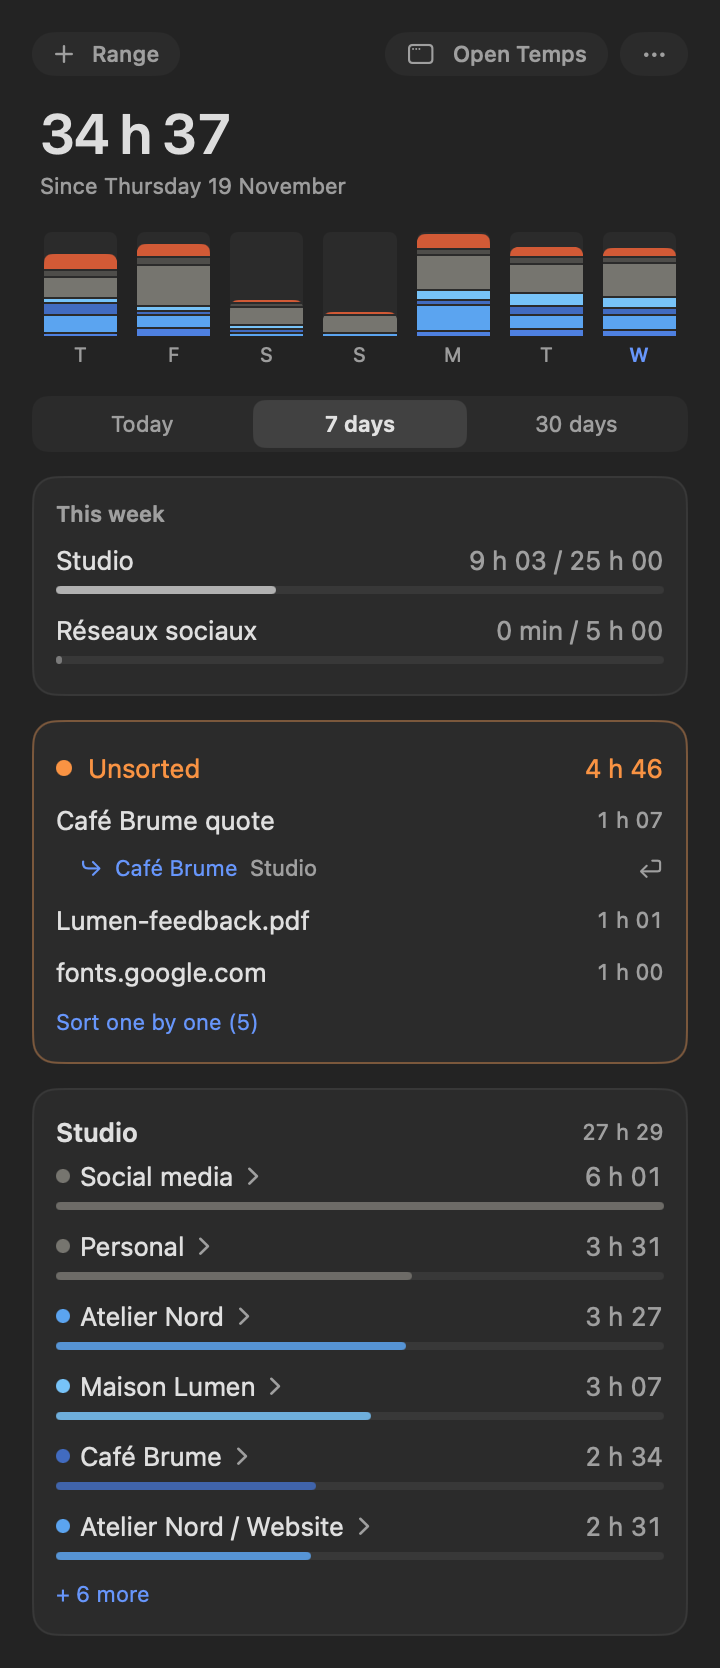 + Range
Open Temps
34 h 37
Since Thursday 19 November
T F S S M T W
Today 7 days 30 days
This week
Studio 9 h 03 / 25 h 00
Réseaux sociaux 0 min / 5 h 00
Unsorted 4 h 46
Café Brume quote 1 h 07
Café Brume Studio
Lumen-feedback.pdf 1 h 01
fonts.google.com 1 h 00
Sort one by one (5)
Studio 27 h 29
Social media 6 h 01
Personal 3 h 31
Atelier Nord 3 h 27
Maison Lumen 3 h 07
Café Brume 2 h 34
Atelier Nord / Website 2 h 31
+ 6 more